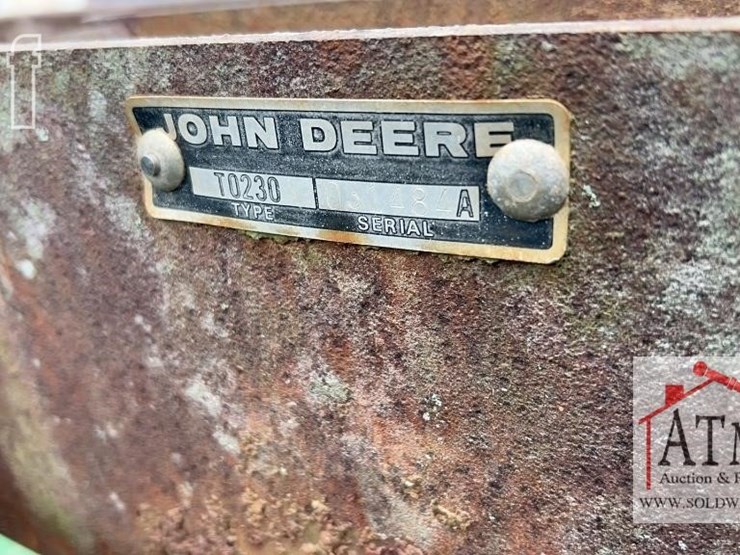 JOHN DEERE
T0230
TYPE SERIAL
ATM
Auction &
WWW.SOLDW